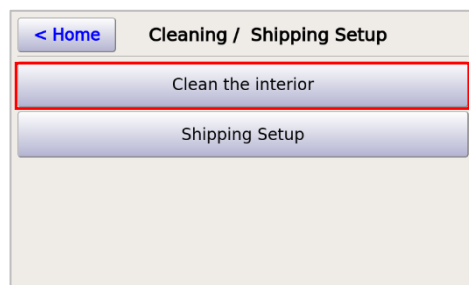 < Home Cleaning / Shipping Setup
Clean the interior
Shipping Setup